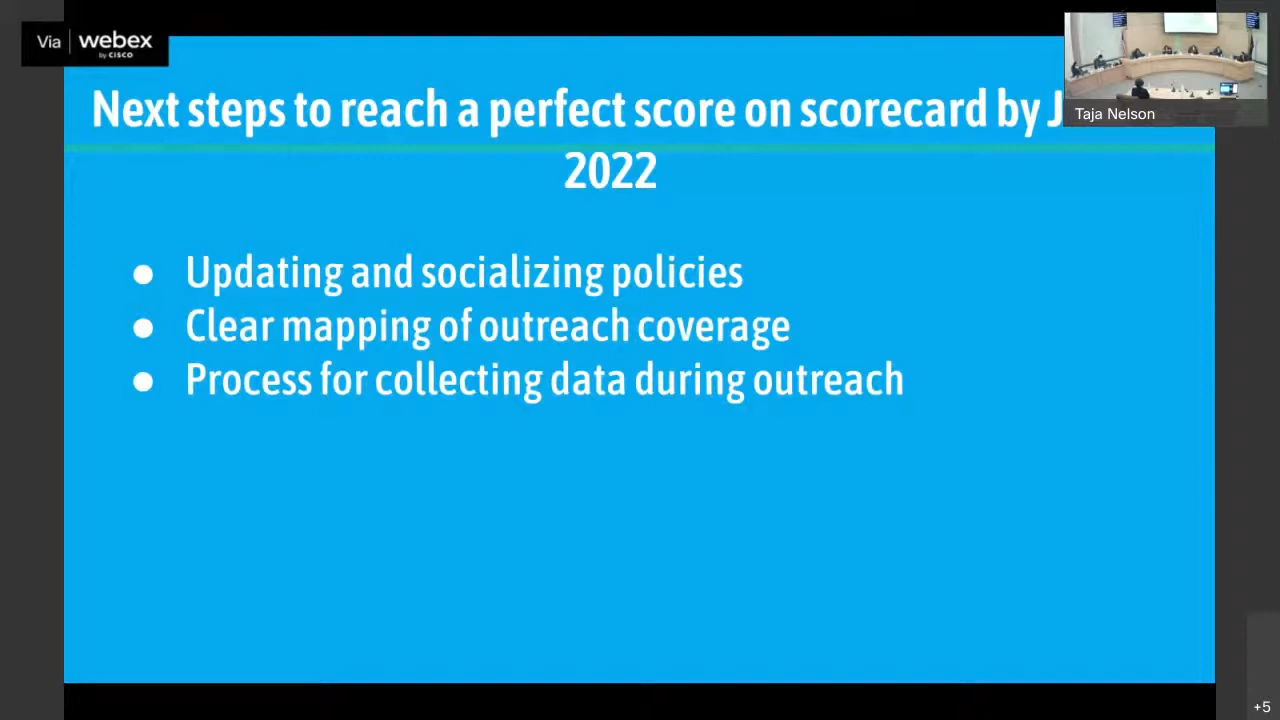 Via webex
by CISCO
Next steps to reach a perfect score on scorecard by
2022
Taja Nelson
● Updating and socializing policies
● Clear mapping of outreach coverage
● Process for collecting data during outreach
+5